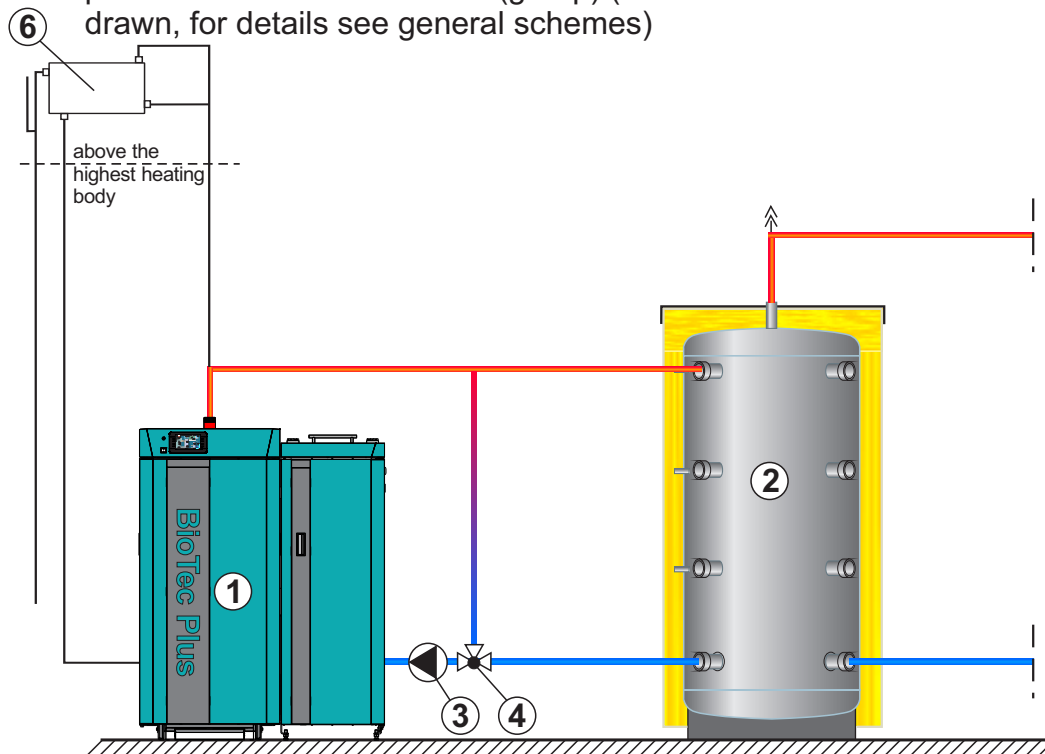 drawn, for details see general schemes)
6
above the
highest heating
body
BioTec Plus
1
2
3
4